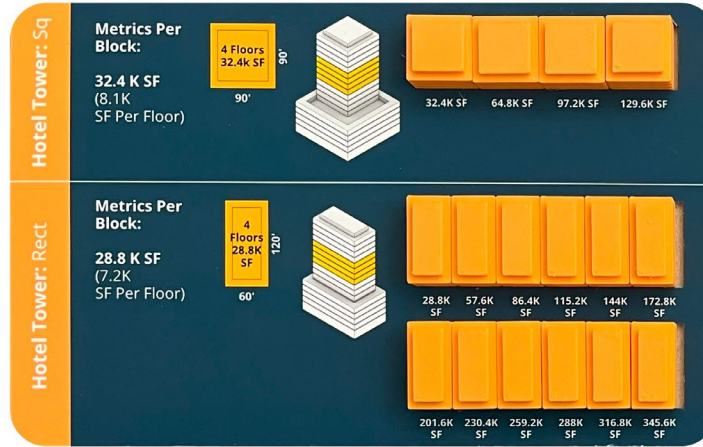 Hotel Tower: Sq
Metrics Per
Block:
32.4 K SF
(8.1K
SF Per Floor)
4 Floors
32.4k SF
90'
90'
32.4K SF
64.8K SF
97.2K SF
129.6K SF
Hotel Tower: Rect
Metrics Per
Block:
28.8 K SF
(7.2K
SF Per Floor)
4
Floors
28.8K
SF
120'
60'
28.8K
SF
57.6K
SF
86.4K
SF
115.2K
SF
144K
SF
172.8K
SF
201.6K
SF
230.4K
SF
259.2K
SF
288K
SF
316.8K
SF
345.6K
SF